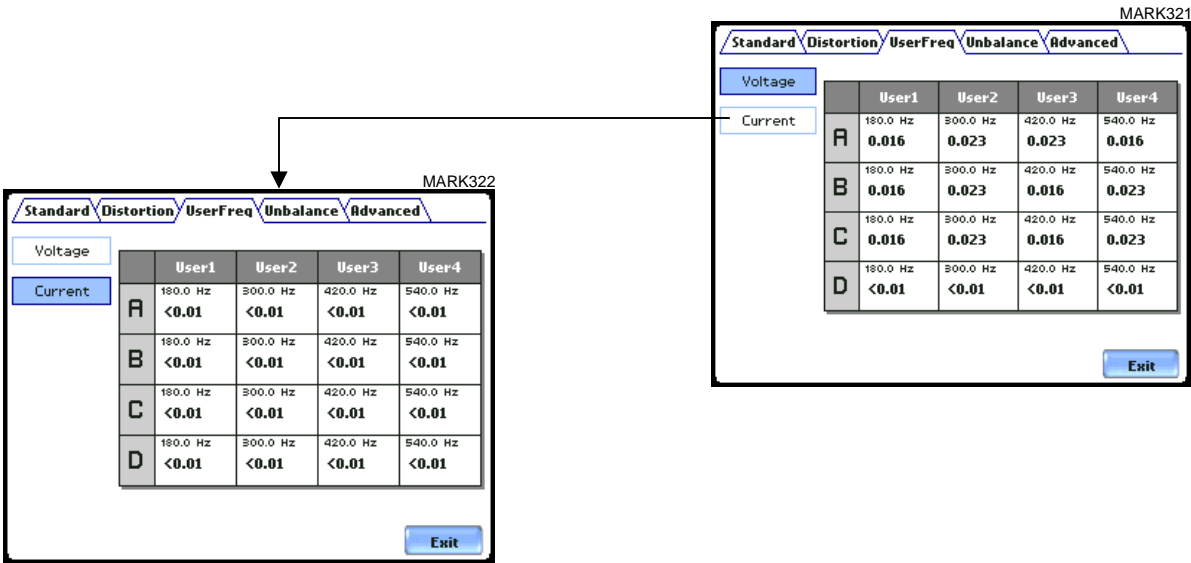 MARK321
Standard Distortion UserFreq Unbalance Advanced
Voltage
Current
User1 User2 User3 User4
180.0 Hz 300.0 Hz 420.0 Hz 540.0 Hz
A 0.016 0.023 0.023 0.016
180.0 Hz 300.0 Hz 420.0 Hz 540.0 Hz
B 0.016 0.023 0.016 0.023
180.0 Hz 300.0 Hz 420.0 Hz 540.0 Hz
C 0.016 0.023 0.016 0.023
180.0 Hz 300.0 Hz 420.0 Hz 540.0 Hz
D <0.01 <0.01 <0.01 <0.01
Exit
MARK322
Standard Distortion UserFreq Unbalance Advanced
Voltage
Current
User1 User2 User3 User4
180.0 Hz 300.0 Hz 420.0 Hz 540.0 Hz
A <0.01 <0.01 <0.01 <0.01
180.0 Hz 300.0 Hz 420.0 Hz 540.0 Hz
B <0.01 <0.01 <0.01 <0.01
180.0 Hz 300.0 Hz 420.0 Hz 540.0 Hz
C <0.01 <0.01 <0.01 <0.01
180.0 Hz 300.0 Hz 420.0 Hz 540.0 Hz
D <0.01 <0.01 <0.01 <0.01
Exit